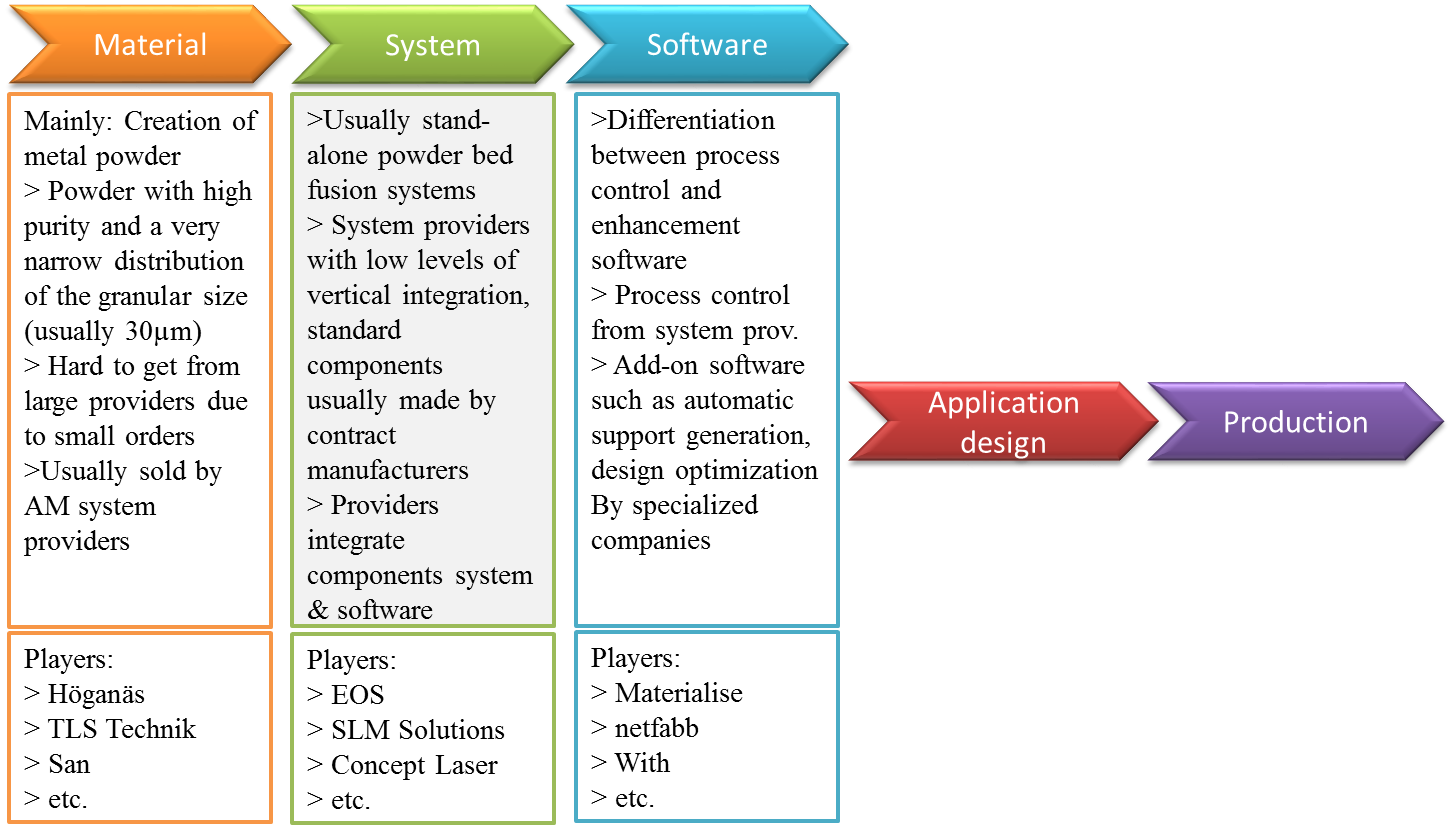 Material
Mainly: Creation of
metal powder
> Powder with high
purity and a very
narrow distribution
of the granular size
(usually 30µm)
> Hard to get from
large providers due
to small orders
>Usually sold by
AM system
providers
Players:
> Höganäs
> TLS Technik
> San
> etc.
System
>Usually stand-
alone powder bed
fusion systems
> System providers
with low levels of
vertical integration,
standard
components
usually made by
contract
manufacturers
> Providers
integrate
components system
& software
Players:
> EOS
> SLM Solutions
> Concept Laser
> etc.
Software
>Differentiation
between process
control and
enhancement
software
> Process control
from system prov.
> Add-on software
such as automatic
support generation,
design optimization
By specialized
companies
Players:
> Materialise
> netfabb
> With
> etc.
Application
design
Production